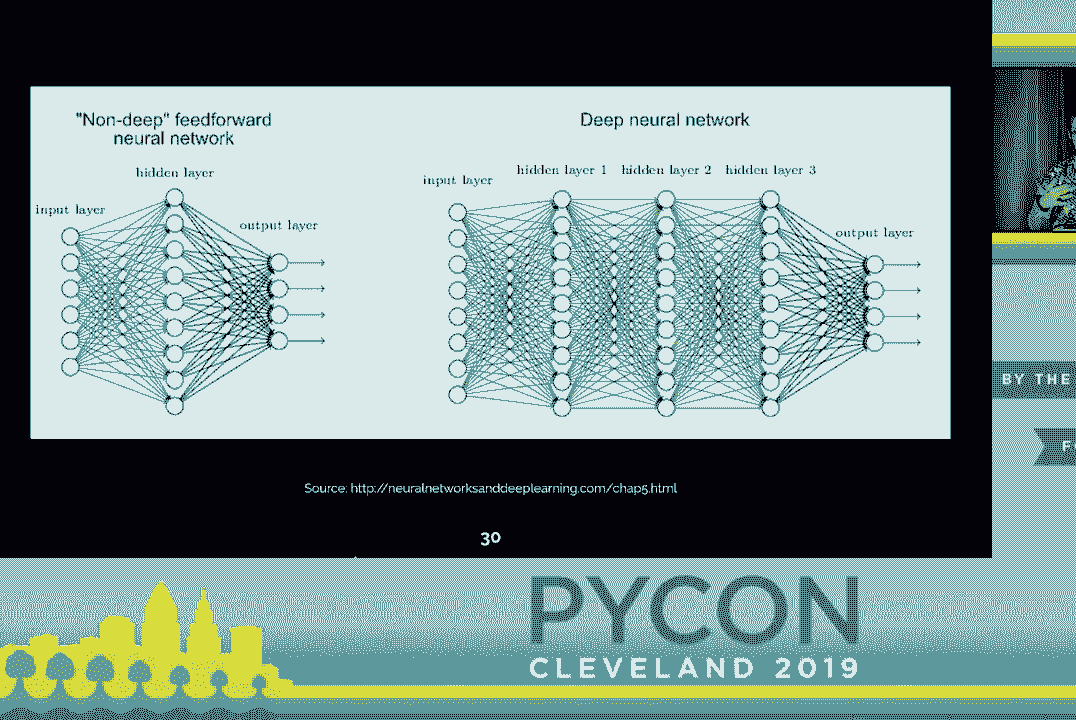 "Non-deep" feedforward
neural network
hidden layer
input layer
output layer
Deep neural network
hidden layer 1 hidden layer 2 hidden layer 3
input layer
output layer
Source: http://neuralnetworksanddeeplearning.com/chap5.html
30
BY THE
PYCON
CLEVELAND 2019